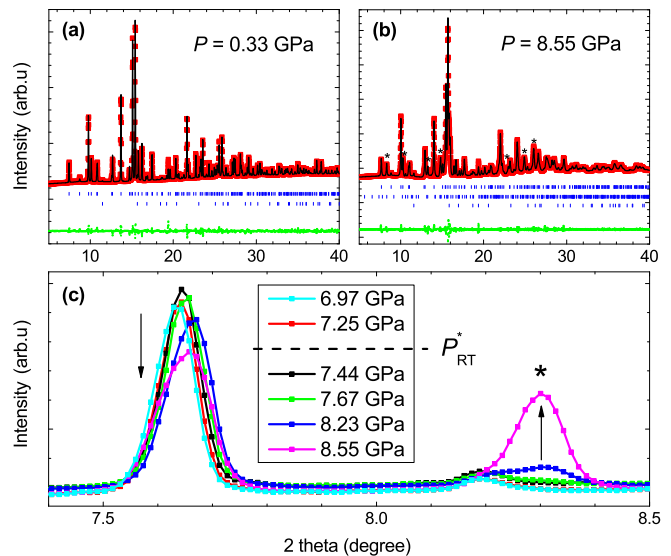 (a)
P = 0.33 GPa
(b)
P = 8.55 GPa
Intensity (arb.u)
10
20
30
40
Intensity (arb.u)
*
*
*
*
*
*
*
10
20
30
40
(c)
6.97 GPa
7.25 GPa
P*RT
7.44 GPa
7.67 GPa
8.23 GPa
8.55 GPa
*
Intensity (arb.u)
7.5
8.0
8.5
2 theta (degree)